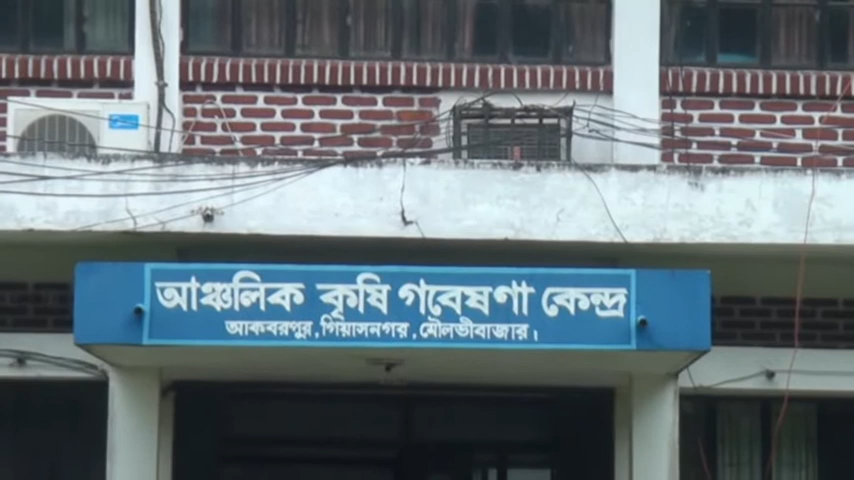 আঞ্চলিক কৃষি গবেষণা কেন্দ্র
আকবরপুর, গিয়াসনগর, মৌলভীবাজার।